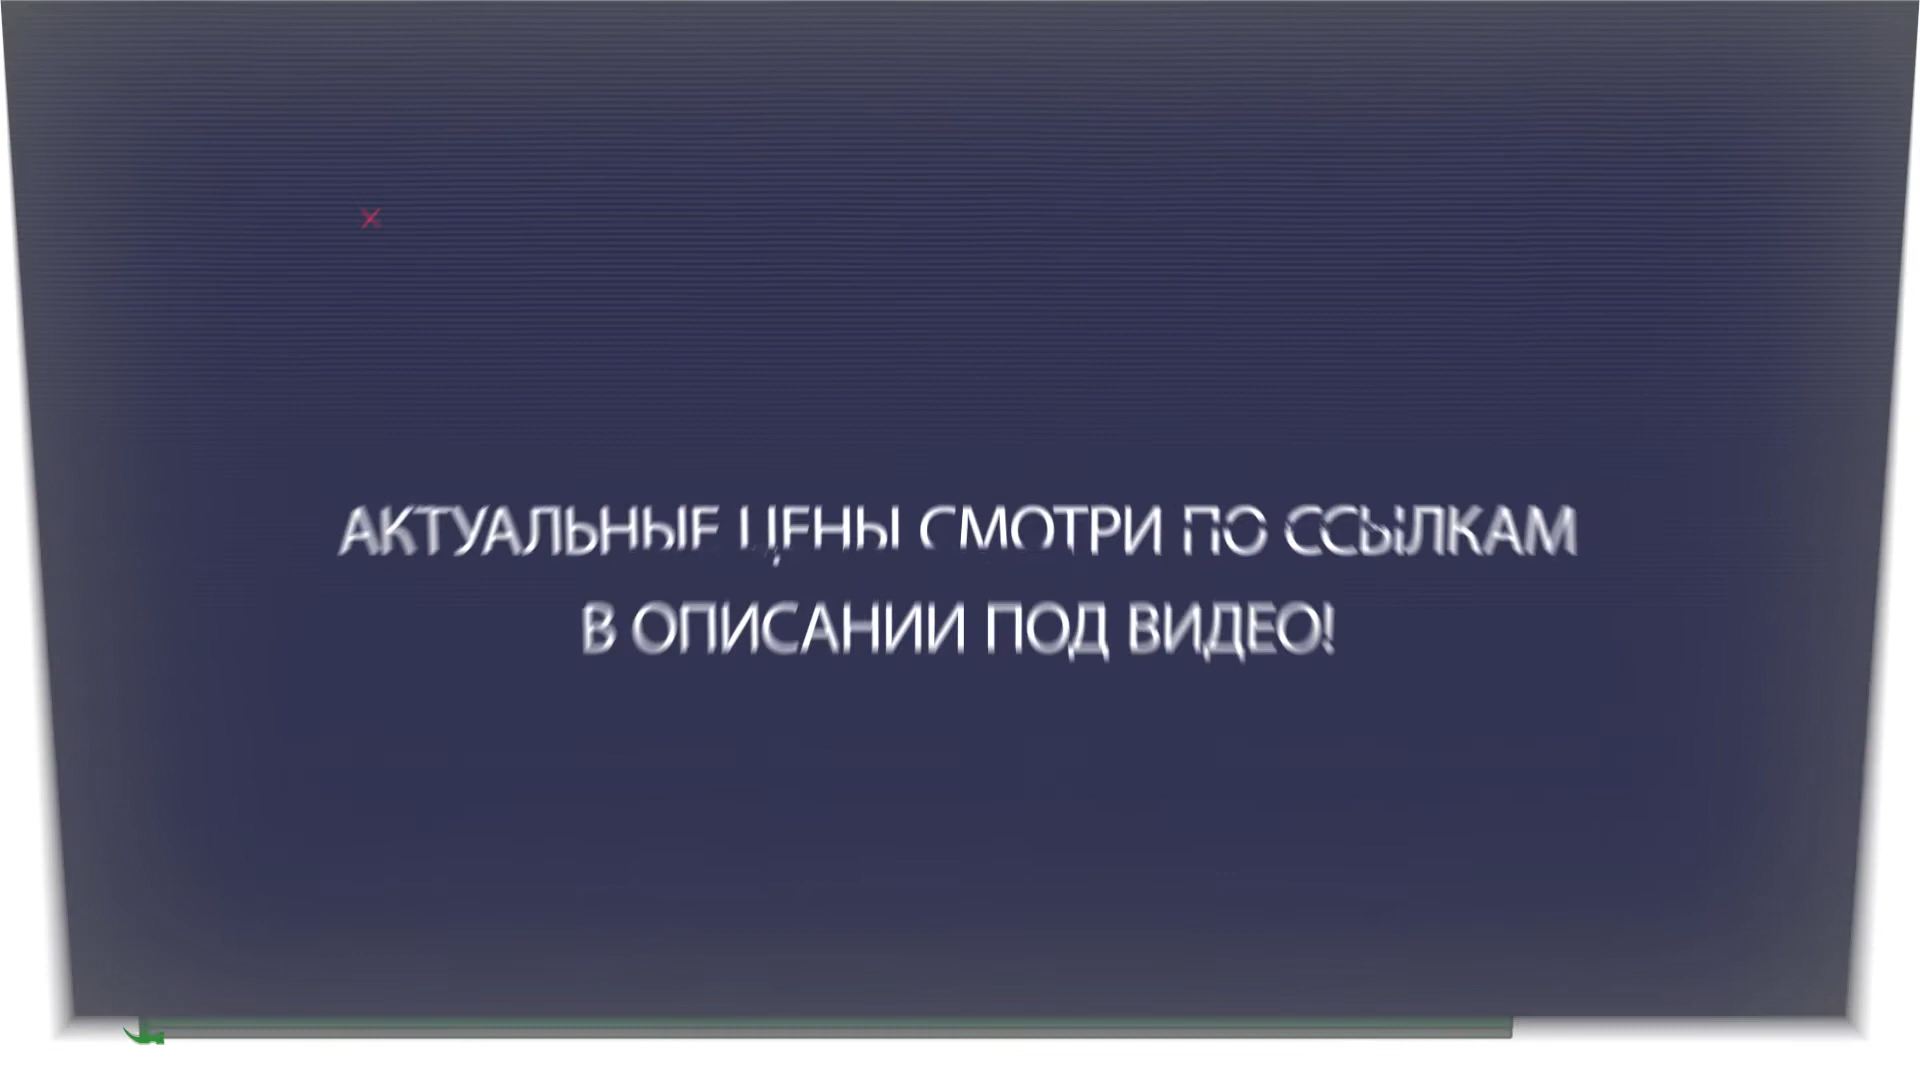 АКТУАЛЬНЫЕ ЦЕНЫ СМОТРИ ПО ССЫЛКАМ
В ОПИСАНИИ ПОД ВИДЕО!